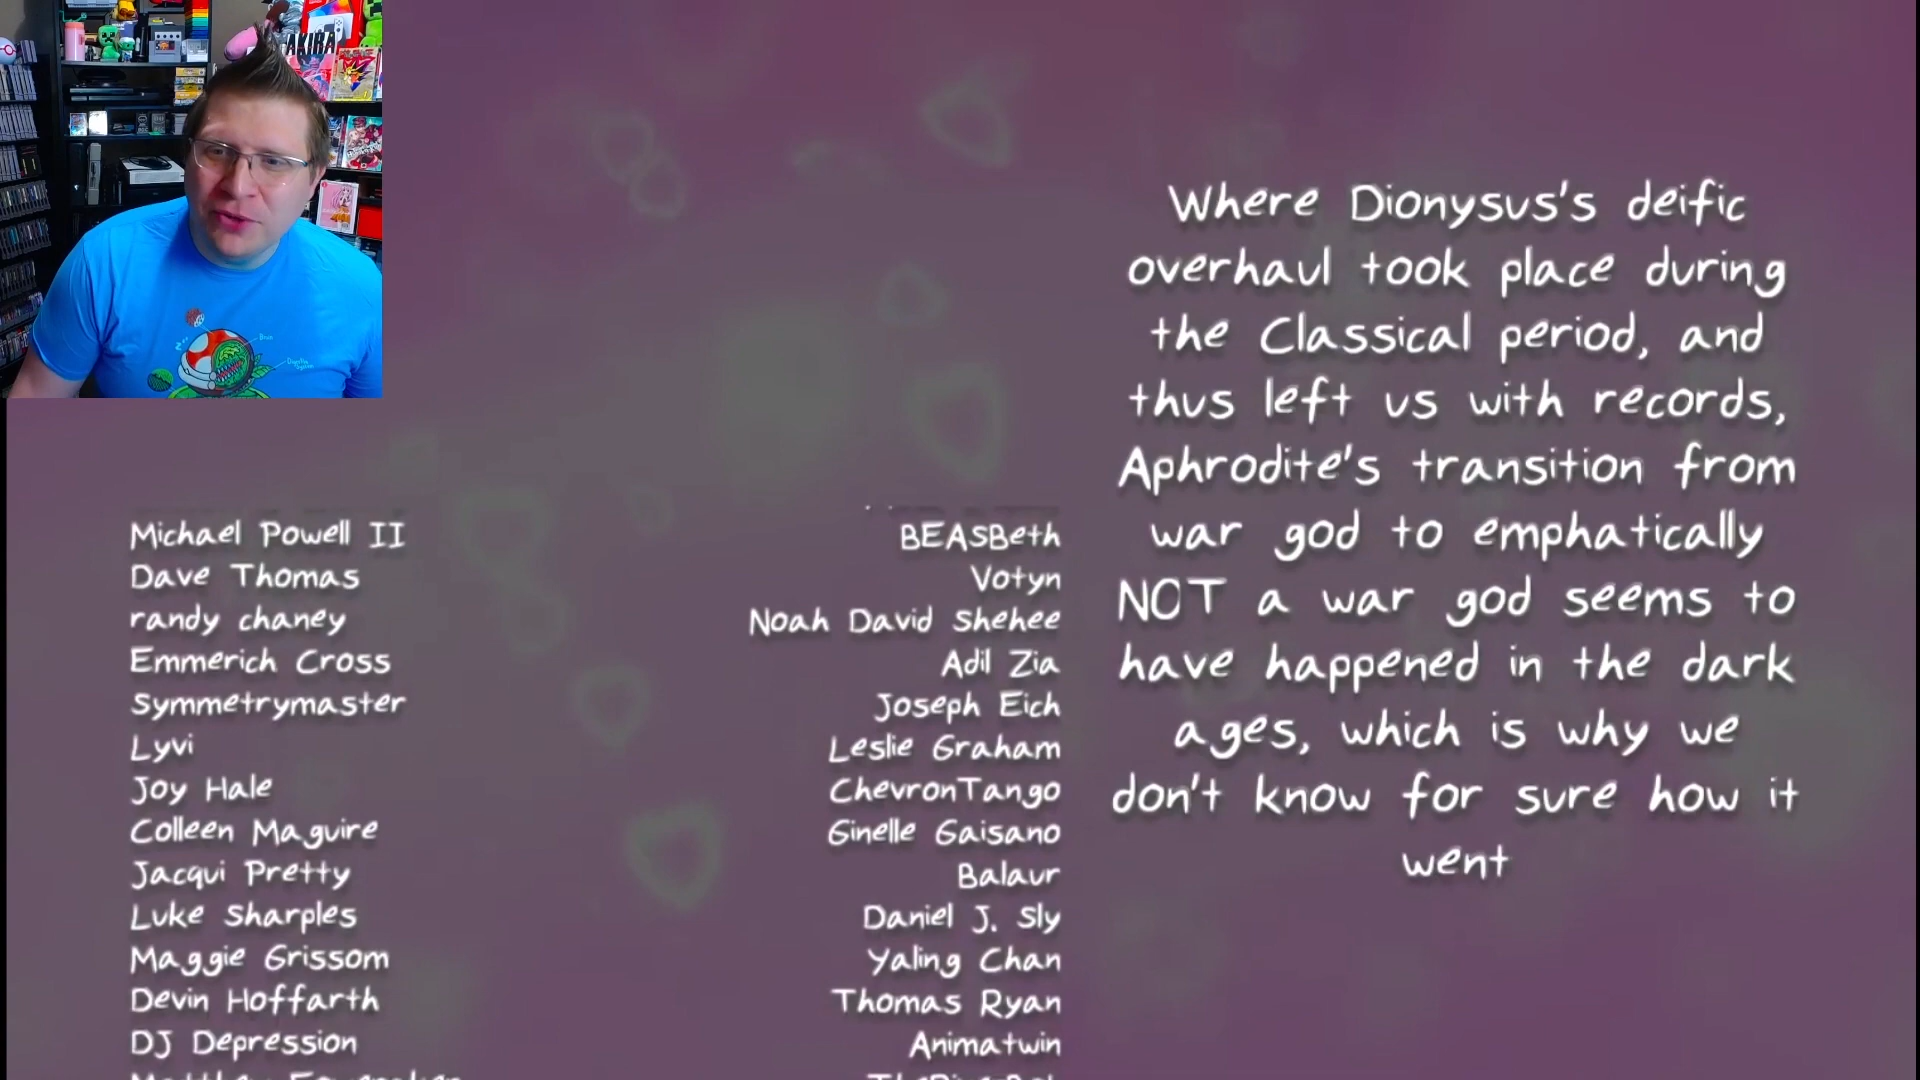 AKIRA
Brain
Where Dionysus's deific
overhaul took place during
the Classical period, and
thus left us with records,
Aphrodite's transition from
war god to emphatically
NOT a war god seems to
have happened in the dark
ages, which is why we
don't know for sure how it
went
Michael Powell II
Dave Thomas
randy chaney
Emmerich Cross
Symmetrymaster
Lyvi
Joy Hale
Colleen Maguire
Jacqui Pretty
Luke Sharples
Maggie Grissom
Devin Hoffarth
DJ Depression
BEASBeth
Votyn
Noah David Shehee
Adil Zia
Joseph Eich
Leslie Graham
ChevronTango
Ginelle Gaisano
Balaur
Daniel J. Sly
Yaling Chan
Thomas Ryan
Animatwin